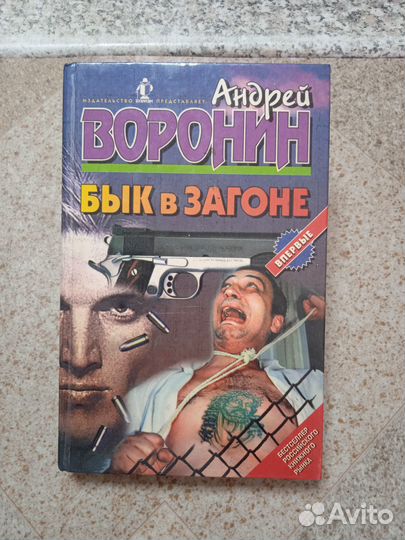 ИЗДАТЕЛЬСТВО ПРЕДСТАВЛЯЕТ
Андрей
ВОРОНИН
БЫК В ЗАГОНЕ
ВПЕРВЫЕ
БЕСТСЕЛЛЕР
РОССИЙСКОГО
КНИЖНОГО
РЫНКА
Avito